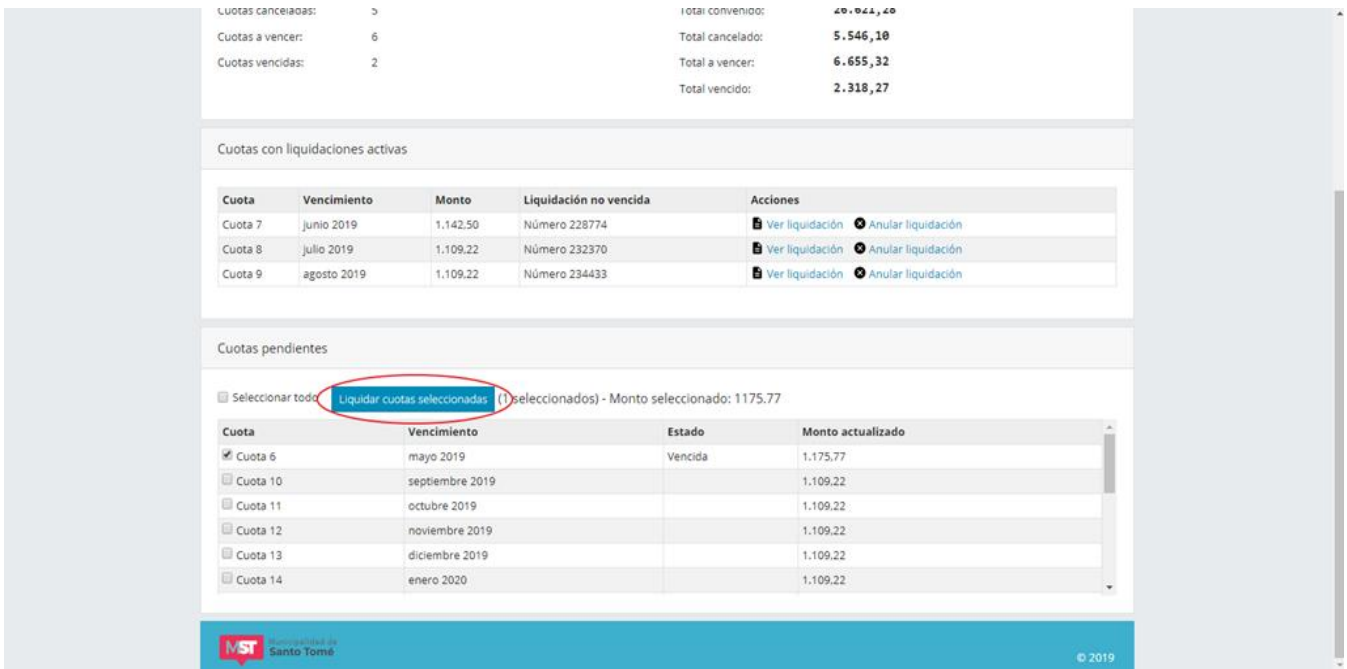 Cuotas canceladas: 5 Total convenido: 26.621,28
Cuotas a vencer: 6 Total cancelado: 5.546,10
Cuotas vencidas: 2 Total a vencer: 6.655,32
Total vencido: 2.318,27
Cuotas con liquidaciones activas
Cuota Vencimiento Monto Liquidación no vencida Acciones
Cuota 7 junio 2019 1.142,50 Número 228774 Ver liquidación Anular liquidación
Cuota 8 julio 2019 1.109,22 Número 232370 Ver liquidación Anular liquidación
Cuota 9 agosto 2019 1.109,22 Número 234433 Ver liquidación Anular liquidación
Cuotas pendientes
Seleccionar todo Liquidar cuotas seleccionadas (1 seleccionados) - Monto seleccionado: 1175.77
Cuota Vencimiento Estado Monto actualizado
Cuota 6 mayo 2019 Vencida 1.175,77
Cuota 10 septiembre 2019 1.109,22
Cuota 11 octubre 2019 1.109,22
Cuota 12 noviembre 2019 1.109,22
Cuota 13 diciembre 2019 1.109,22
Cuota 14 enero 2020 1.109,22
MST Municipalidad de
Santo Tomé
© 2019